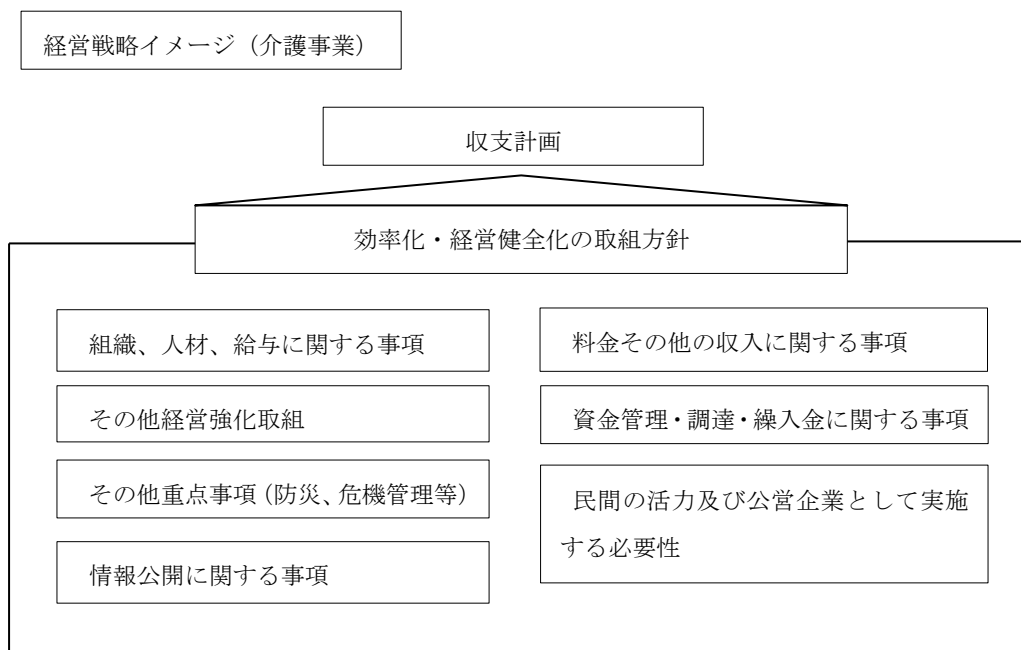 経営戦略イメージ（介護事業）
収支計画
効率化・経営健全化の取組方針
組織、人材、給与に関する事項
その他経営強化取組
その他重点事項（防災、危機管理等）
情報公開に関する事項
料金その他の収入に関する事項
資金管理・調達・繰入金に関する事項
民間の活力及び公営企業として実施
する必要性